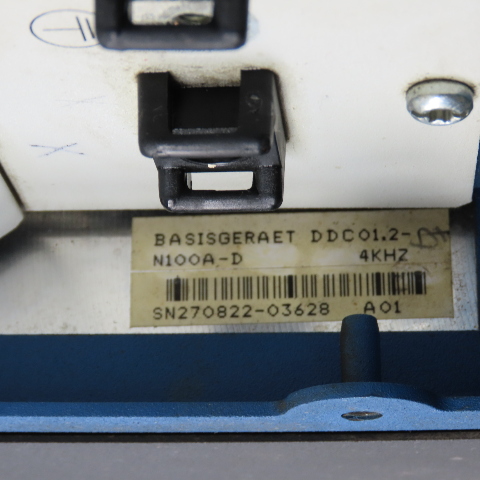 BASISGERAET DDC01.2-
N100A-D 4KHZ
SN270822-03628 A01